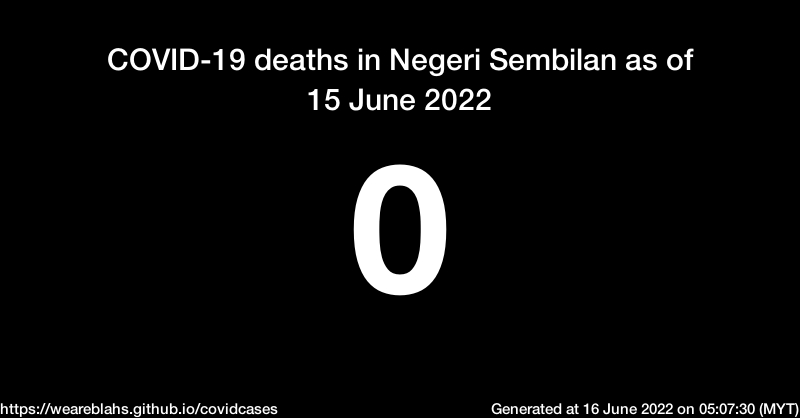 COVID-19 deaths in Negeri Sembilan as of
15 June 2022
0
https://weareblahs.github.io/covidcases
Generated at 16 June 2022 on 05:07:30 (MYT)